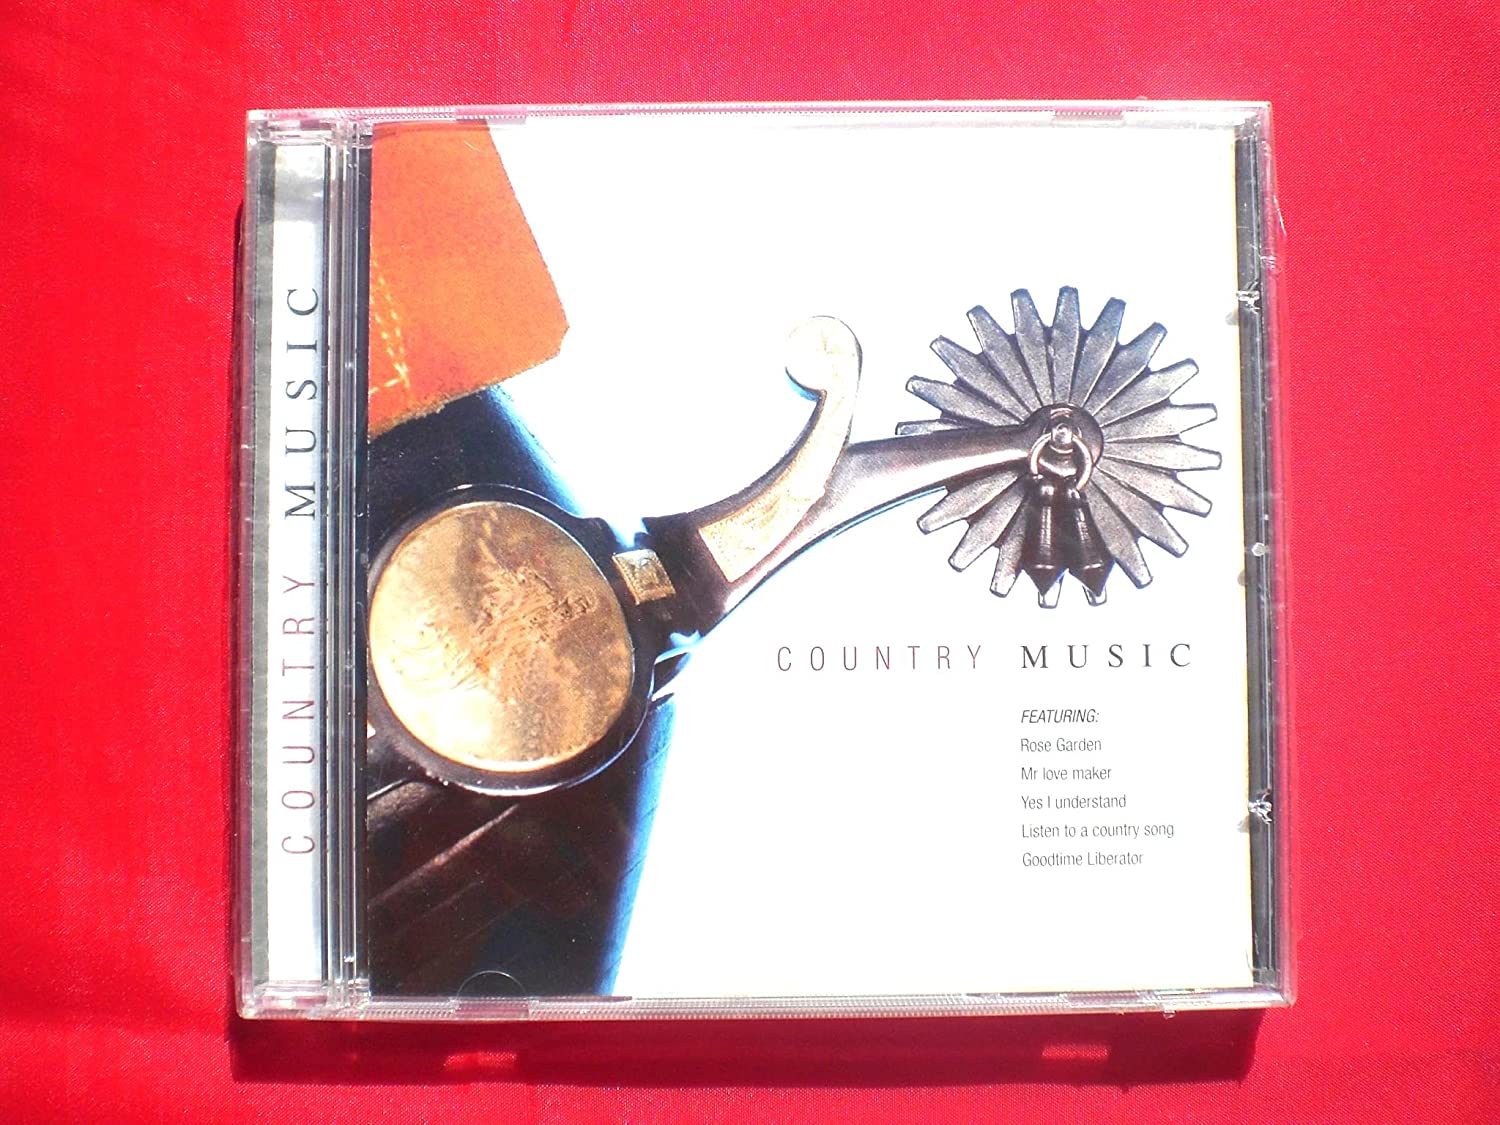 COUNTRY MUSIC
COUNTRY MUSIC
FEATURING:
Rose Garden
Mr love maker
Yes I understand
Listen to a country song
Goodtime Liberator